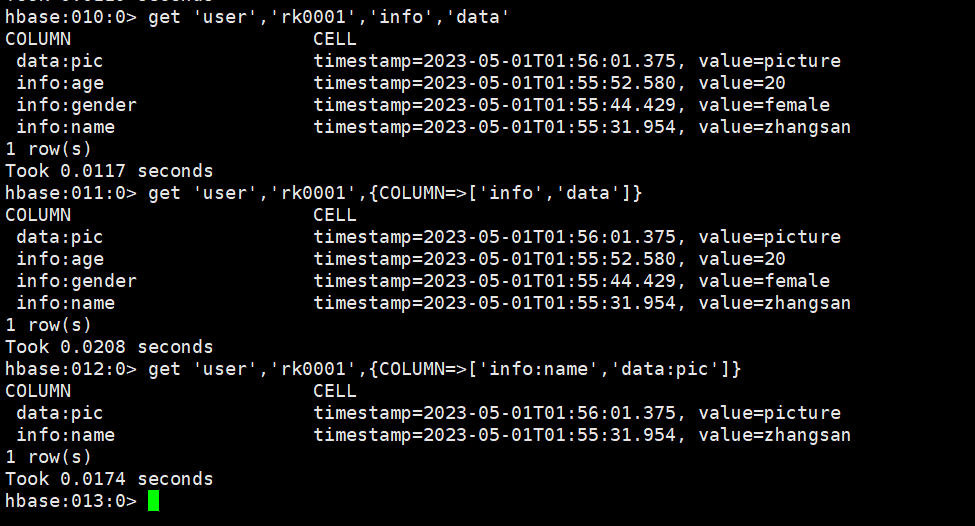 hbase:010:0> get 'user','rk0001','info','data'
COLUMN CELL
data:pic timestamp=2023-05-01T01:56:01.375, value=picture
info:age timestamp=2023-05-01T01:55:52.580, value=20
info:gender timestamp=2023-05-01T01:55:44.429, value=female
info:name timestamp=2023-05-01T01:55:31.954, value=zhangsan
1 row(s)
Took 0.0117 seconds
hbase:011:0> get 'user','rk0001',{COLUMN=>['info','data']}
COLUMN CELL
data:pic timestamp=2023-05-01T01:56:01.375, value=picture
info:age timestamp=2023-05-01T01:55:52.580, value=20
info:gender timestamp=2023-05-01T01:55:44.429, value=female
info:name timestamp=2023-05-01T01:55:31.954, value=zhangsan
1 row(s)
Took 0.0208 seconds
hbase:012:0> get 'user','rk0001',{COLUMN=>['info:name','data:pic']}
COLUMN CELL
data:pic timestamp=2023-05-01T01:56:01.375, value=picture
info:name timestamp=2023-05-01T01:55:31.954, value=zhangsan
1 row(s)
Took 0.0174 seconds
hbase:013:0>